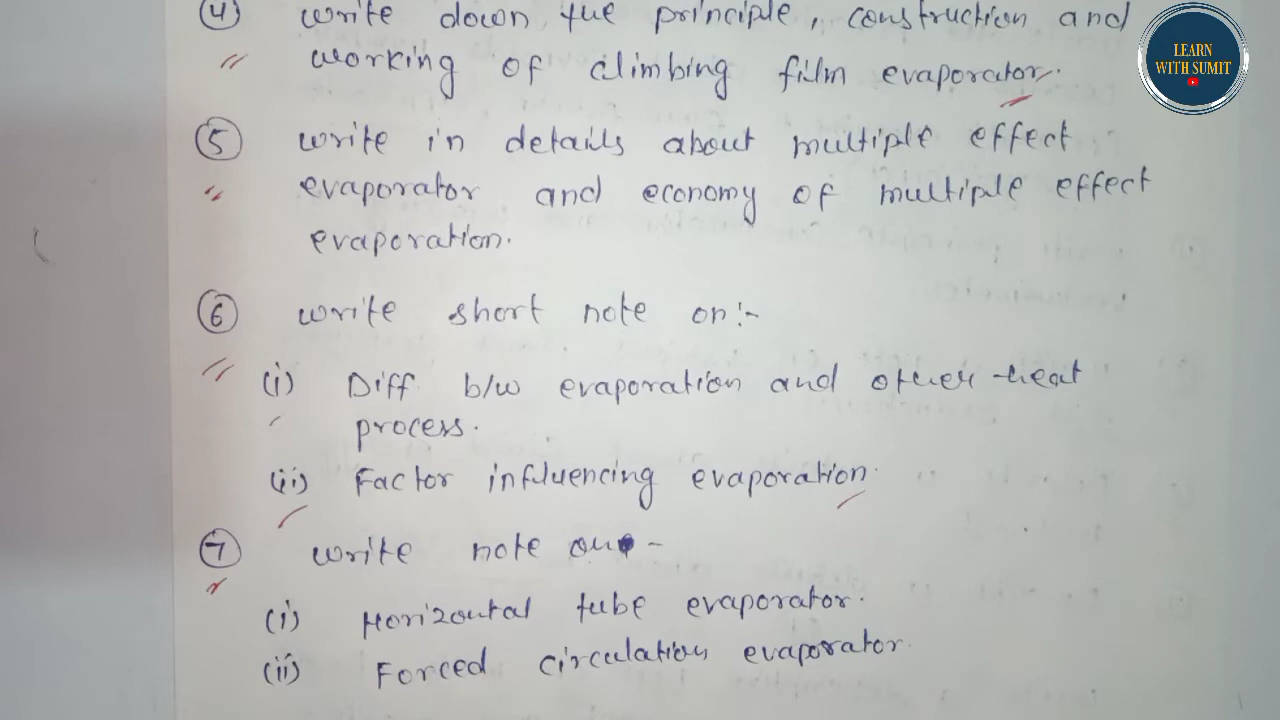 (4) write down the principle, construction and
working of climbing film evaporator.
LEARN
WITH SUMIT
(5) write in details about multiple effect
evaporator and economy of multiple effect
evaporation.
(6) write short note on:-
(i) Diff b/w evaporation and other heat
process.
(ii) Factor influencing evaporation.
(7) write note on -
(i) Horizontal tube evaporator.
(ii) Forced circulation evaporator.